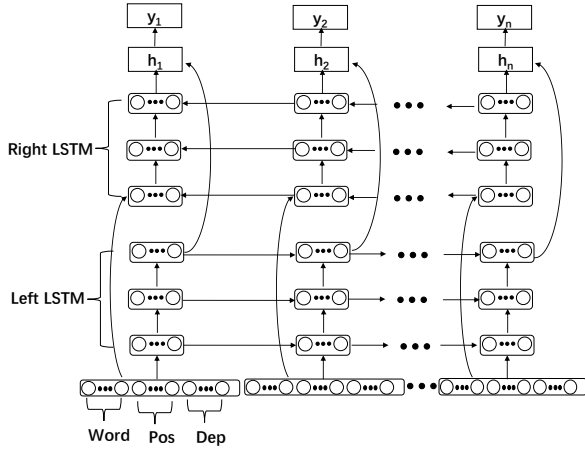 y1 y2 yn
h1 h2 hn
Right LSTM
Left LSTM
Word Pos Dep